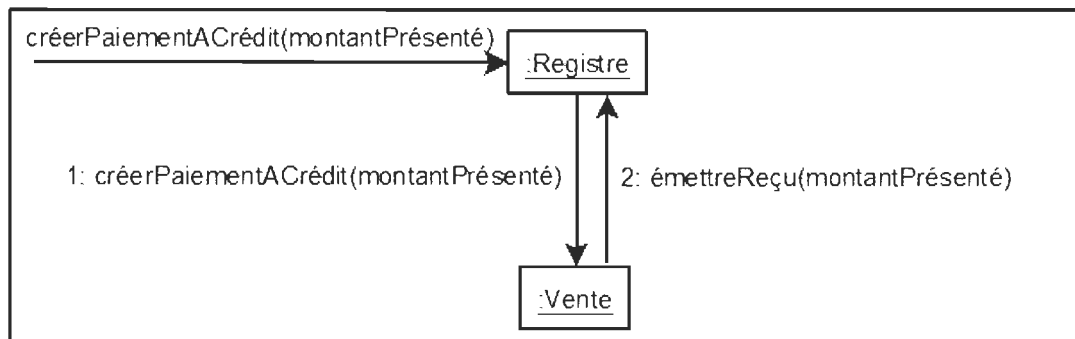 créerPaiementACrédit(montantPrésenté)
:Registre
1: créerPaiementACrédit(montantPrésenté)
2: émettreReçu(montantPrésenté)
:Vente